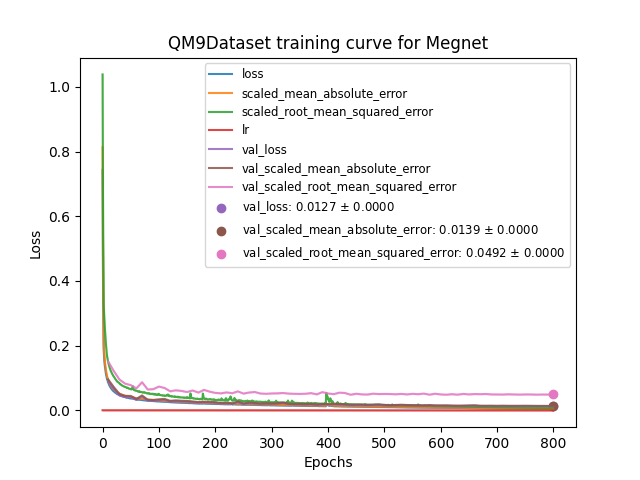 QM9Dataset training curve for Megnet
loss
scaled_mean_absolute_error
scaled_root_mean_squared_error
lr
val_loss
val_scaled_mean_absolute_error
val_scaled_root_mean_squared_error
val_loss: 0.0127 ± 0.0000
val_scaled_mean_absolute_error: 0.0139 ± 0.0000
val_scaled_root_mean_squared_error: 0.0492 ± 0.0000
Loss
1.0
0.8
0.6
0.4
0.2
0.0
0 100 200 300 400 500 600 700 800
Epochs